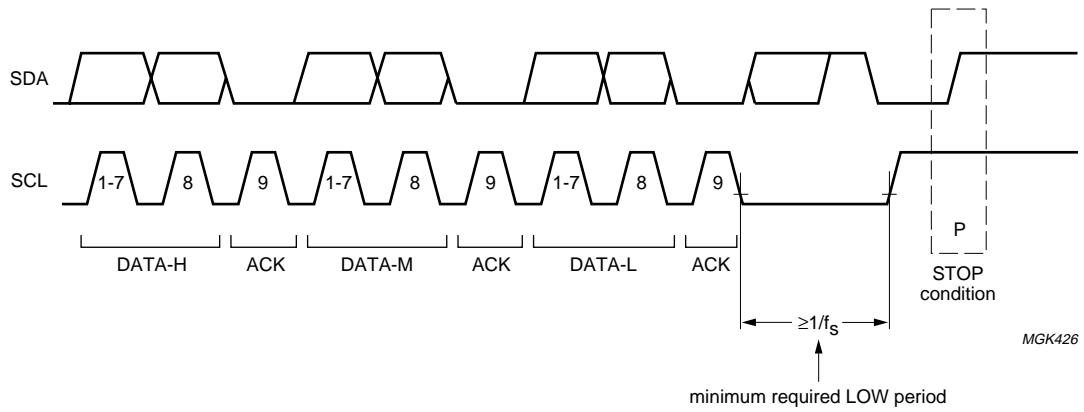 SDA
SCL
1-7 8 9 1-7 8 9 1-7 8 9
P
DATA-H ACK DATA-M ACK DATA-L ACK
STOP
condition
≥1/fs
MGK426
minimum required LOW period